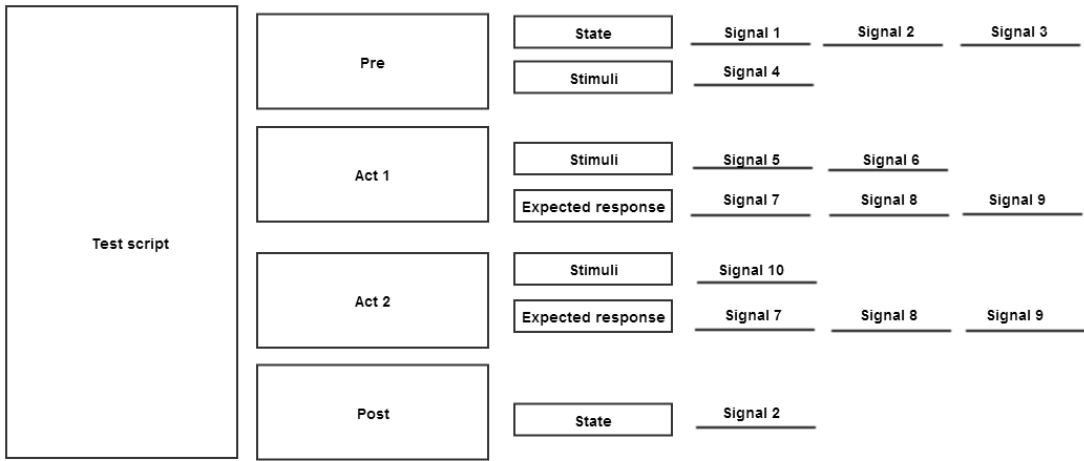 Test script
Pre
State
Signal 1
Signal 2
Signal 3
Stimuli
Signal 4
Act 1
Stimuli
Signal 5
Signal 6
Expected response
Signal 7
Signal 8
Signal 9
Act 2
Stimuli
Signal 10
Expected response
Signal 7
Signal 8
Signal 9
Post
State
Signal 2